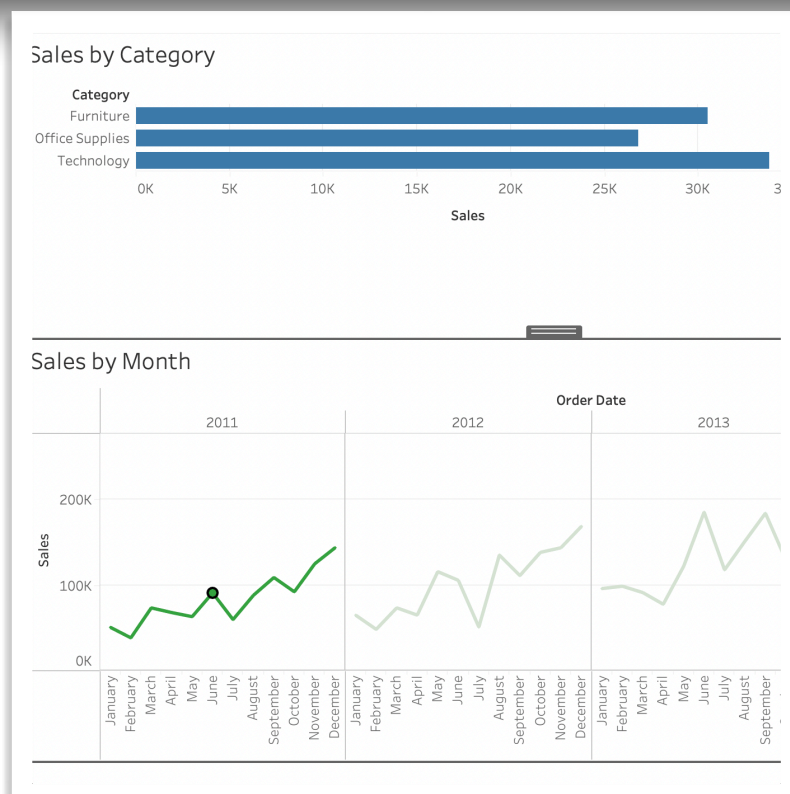 Sales by Category
Category
Furniture
Office Supplies
Technology
0K 5K 10K 15K 20K 25K 30K 3
Sales
Sales by Month
Order Date
2011 2012 2013
200K
100K
0K
Sales
January February March April May June July August September October November December January February March April May June July August September October November December January February March April May June July August September